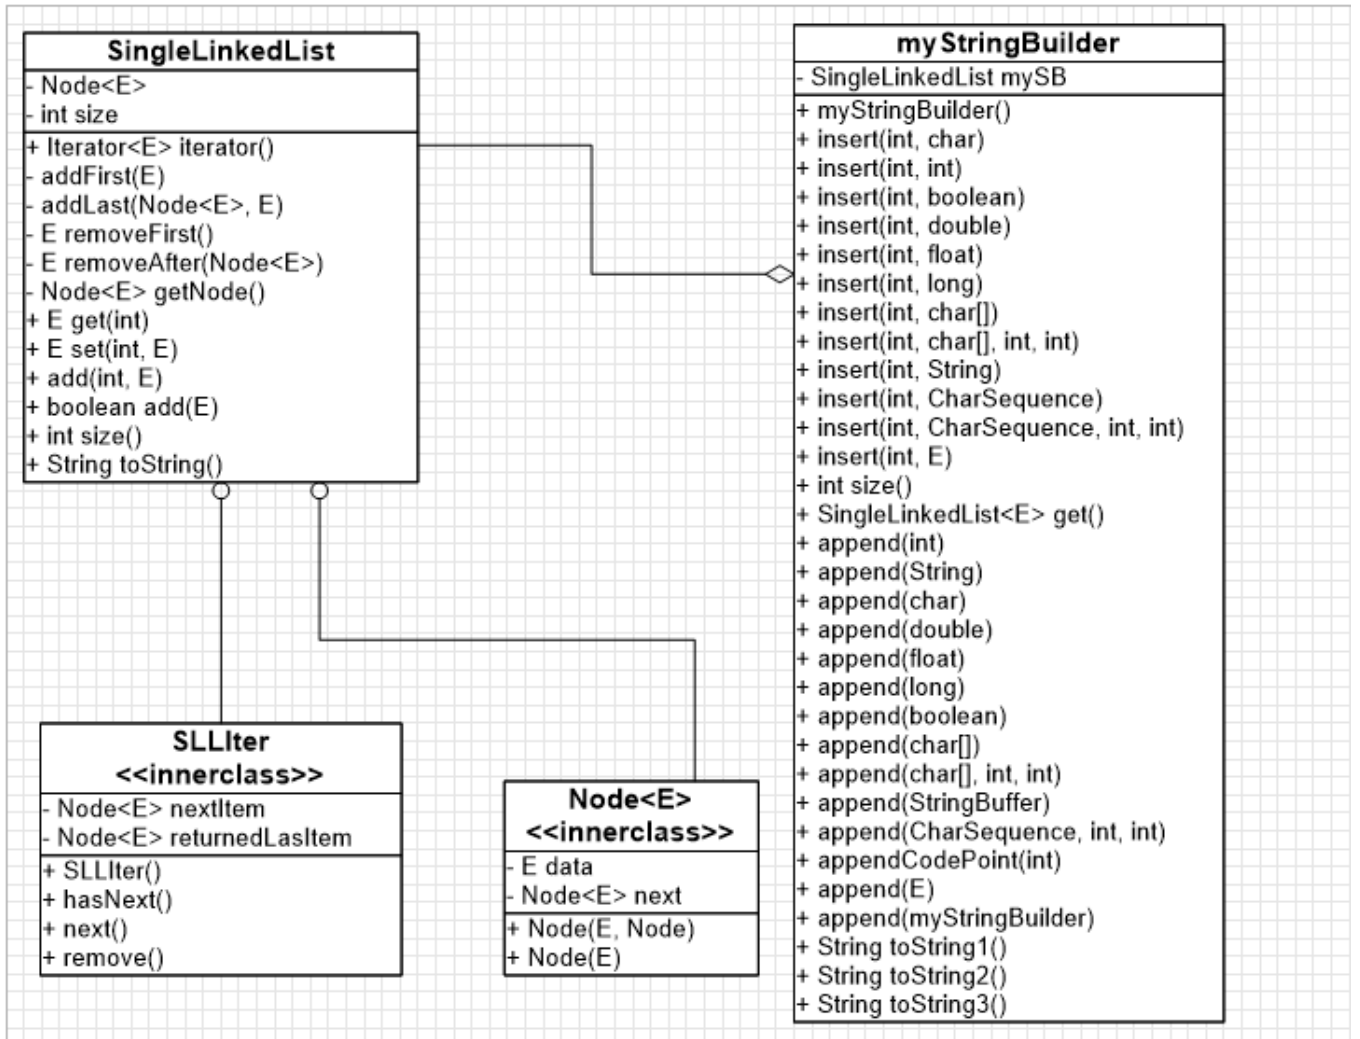 SingleLinkedList
- Node<E>
- int size
+ Iterator<E> iterator()
- addFirst(E)
- addLast(Node<E>, E)
- E removeFirst()
- E removeAfter(Node<E>)
- Node<E> getNode()
+ E get(int)
+ E set(int, E)
+ add(int, E)
+ boolean add(E)
+ int size()
+ String toString()
SLLIter
<<innerclass>>
- Node<E> nextItem
- Node<E> returnedLasItem
+ SLLIter()
+ hasNext()
+ next()
+ remove()
Node<E>
<<innerclass>>
- E data
- Node<E> next
+ Node(E, Node)
+ Node(E)
myStringBuilder
- SingleLinkedList mySB
+ myStringBuilder()
+ insert(int, char)
+ insert(int, int)
+ insert(int, boolean)
+ insert(int, double)
+ insert(int, float)
+ insert(int, long)
+ insert(int, char[])
+ insert(int, char[], int, int)
+ insert(int, String)
+ insert(int, CharSequence)
+ insert(int, CharSequence, int, int)
+ insert(int, E)
+ int size()
+ SingleLinkedList<E> get()
+ append(int)
+ append(String)
+ append(char)
+ append(double)
+ append(float)
+ append(long)
+ append(boolean)
+ append(char[])
+ append(char[], int, int)
+ append(StringBuffer)
+ append(CharSequence, int, int)
+ appendCodePoint(int)
+ append(E)
+ append(myStringBuilder)
+ String toString1()
+ String toString2()
+ String toString3()